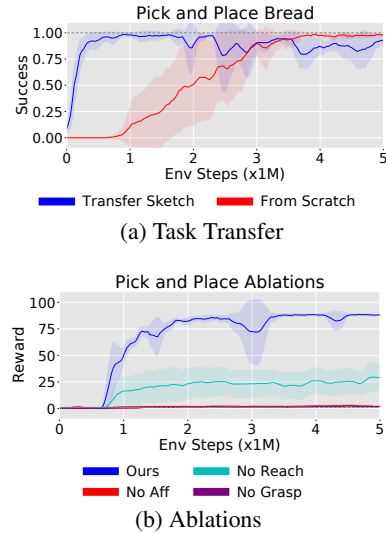 Pick and Place Bread
1.00
0.75
0.50
0.25
0.00
Success
0 1 2 3 4 5
Env Steps (x1M)
Transfer Sketch From Scratch
(a) Task Transfer
Pick and Place Ablations
100
75
50
25
0
Reward
0 1 2 3 4 5
Env Steps (x1M)
Ours No Reach
No Aff No Grasp
(b) Ablations